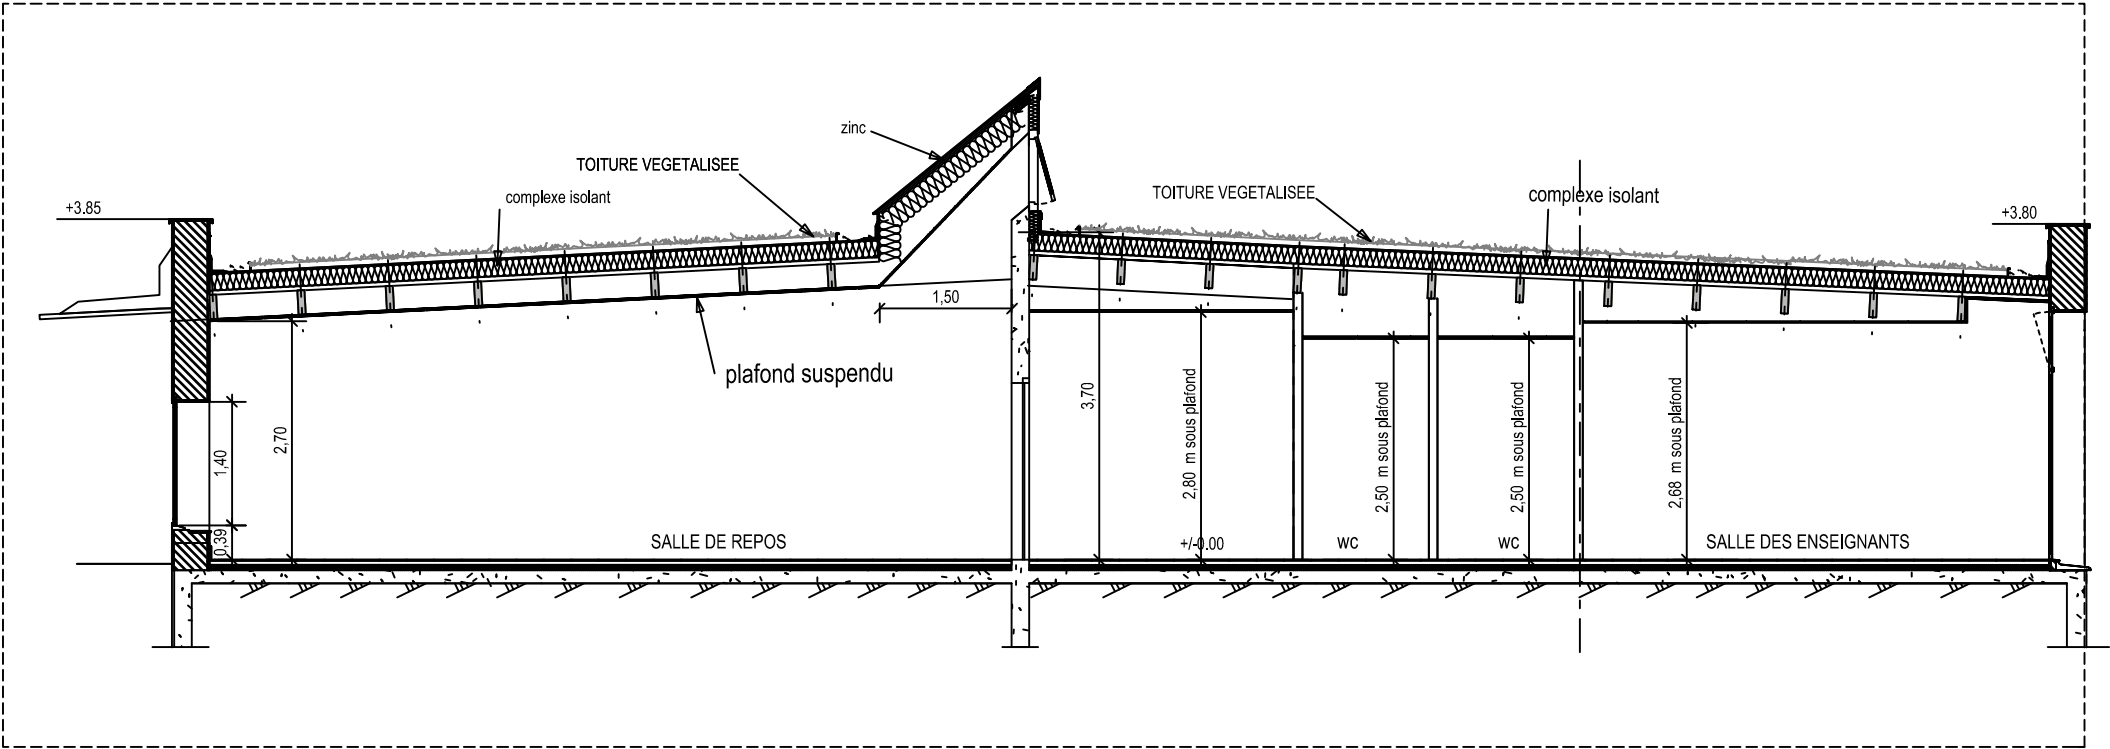 zinc
TOITURE VEGETALISEE
complexe isolant
TOITURE VEGETALISEE
complexe isolant
+3.85
+3.80
1,50
plafond suspendu
2,70
1,40
0,39
3,70
2,80 m sous plafond
2,50 m sous plafond
2,50 m sous plafond
2,68 m sous plafond
SALLE DE REPOS
+/-0.00
WC
WC
SALLE DES ENSEIGNANTS